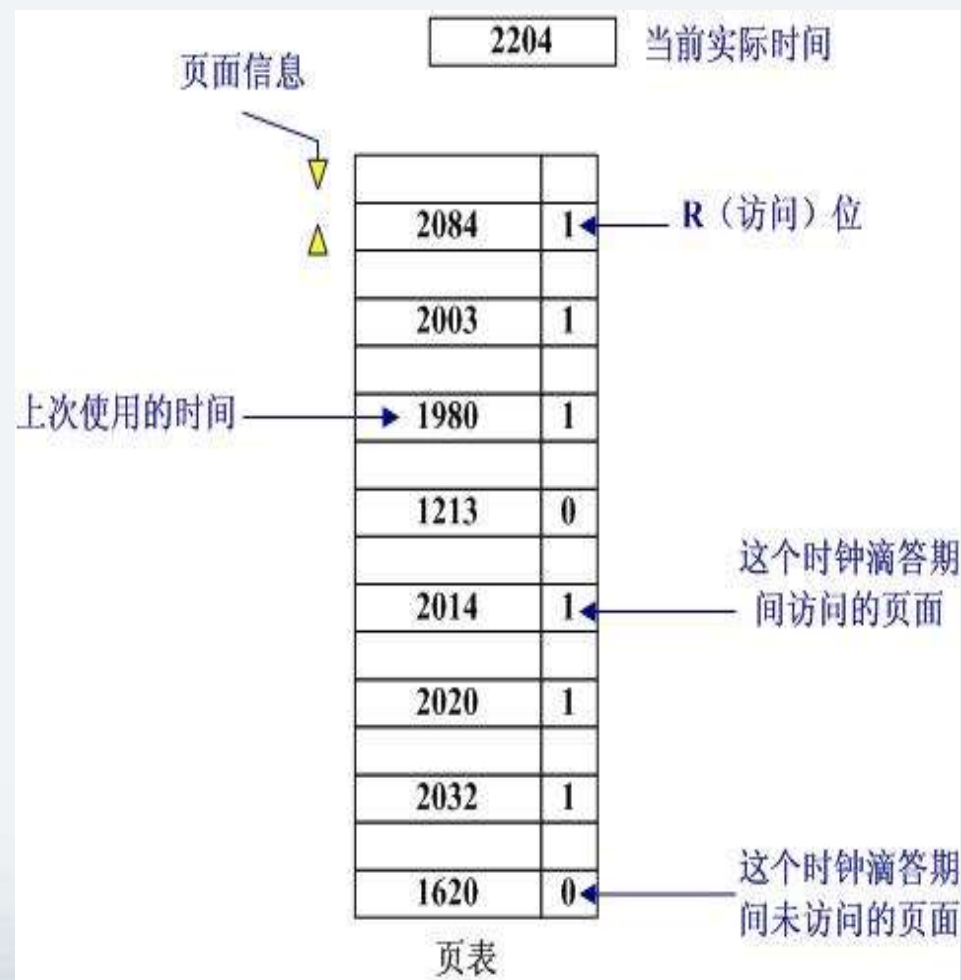 2204 当前实际时间
页面信息
2084 1 R（访问）位
2003 1
上次使用的时间 1980 1
1213 0
这个时钟滴答期
2014 1 间访问的页面
2020 1
2032 1
这个时钟滴答期
1620 0 间未访问的页面
页表